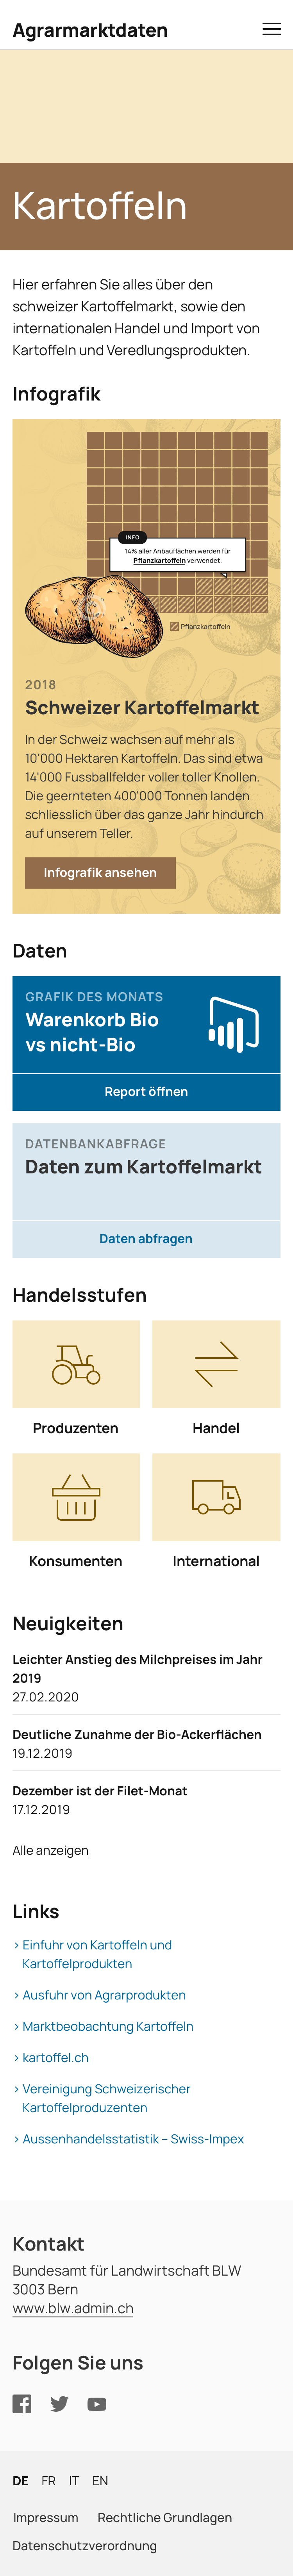 Agrarmarktdaten
Kartoffeln
Hier erfahren Sie alles über den
schweizer Kartoffelmarkt, sowie den
internationalen Handel und Import von
Kartoffeln und Veredlungsprodukten.
Infografik
INFO
14% aller Anbauflächen werden für
Pflanzkartoffeln verwendet.
Pflanzkartoffeln
2018
Schweizer Kartoffelmarkt
In der Schweiz wachsen auf mehr als
10'000 Hektaren Kartoffeln. Das sind etwa
14'000 Fussballfelder voller toller Knollen.
Die geernteten 400'000 Tonnen landen
schliesslich über das ganze Jahr hindurch
auf unserem Teller.
Infografik ansehen
Daten
GRAFIK DES MONATS
Warenkorb Bio
vs nicht-Bio
Report öffnen
DATENBANKABFRAGE
Daten zum Kartoffelmarkt
Daten abfragen
Handelsstufen
Produzenten
Handel
Konsumenten
International
Neuigkeiten
Leichter Anstieg des Milchpreises im Jahr
2019
27.02.2020
Deutliche Zunahme der Bio-Ackerflächen
19.12.2019
Dezember ist der Filet-Monat
17.12.2019
Alle anzeigen
Links
› Einfuhr von Kartoffeln und
Kartoffelprodukten
› Ausfuhr von Agrarprodukten
› Marktbeobachtung Kartoffeln
› kartoffel.ch
› Vereinigung Schweizerischer
Kartoffelproduzenten
› Aussenhandelsstatistik – Swiss-Impex
Kontakt
Bundesamt für Landwirtschaft BLW
3003 Bern
www.blw.admin.ch
Folgen Sie uns
DE FR IT EN
Impressum Rechtliche Grundlagen
Datenschutzverordnung